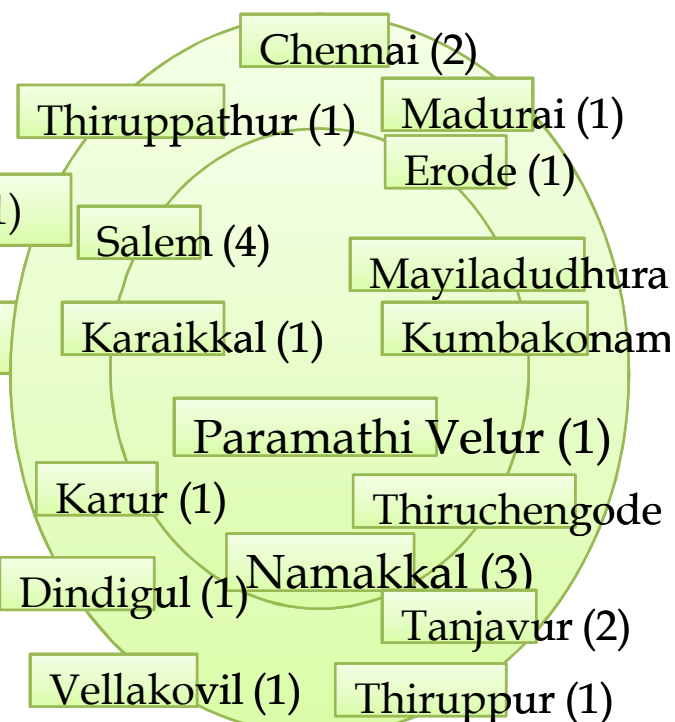 Chennai (2)
Thiruppathur (1)
Madurai (1)
Erode (1)
1)
Salem (4)
Mayiladudhura
Karaikkal (1)
Kumbakonam
Paramathi Velur (1)
Karur (1)
Thiruchengode
Namakkal (3)
Dindigul (1)
Tanjavur (2)
Vellakovil (1)
Thiruppur (1)